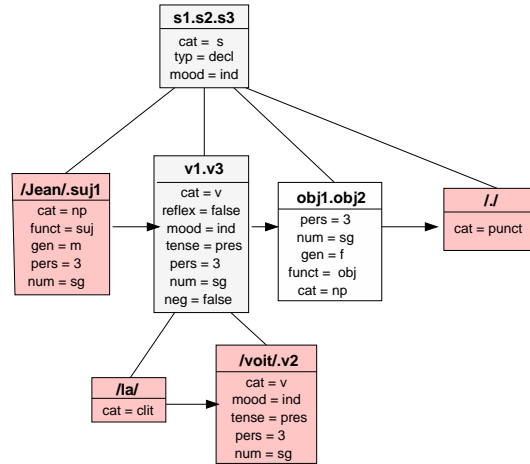 s1.s2.s3
cat = s
typ = decl
mood = ind
/Jean/.suj1
cat = np
funct = suj
gen = m
pers = 3
num = sg
v1.v3
cat = v
reflex = false
mood = ind
tense = pres
pers = 3
num = sg
neg = false
obj1.obj2
pers = 3
num = sg
gen = f
funct = obj
cat = np
/./
cat = punct
/la/
cat = clit
/voit/.v2
cat = v
mood = ind
tense = pres
pers = 3
num = sg